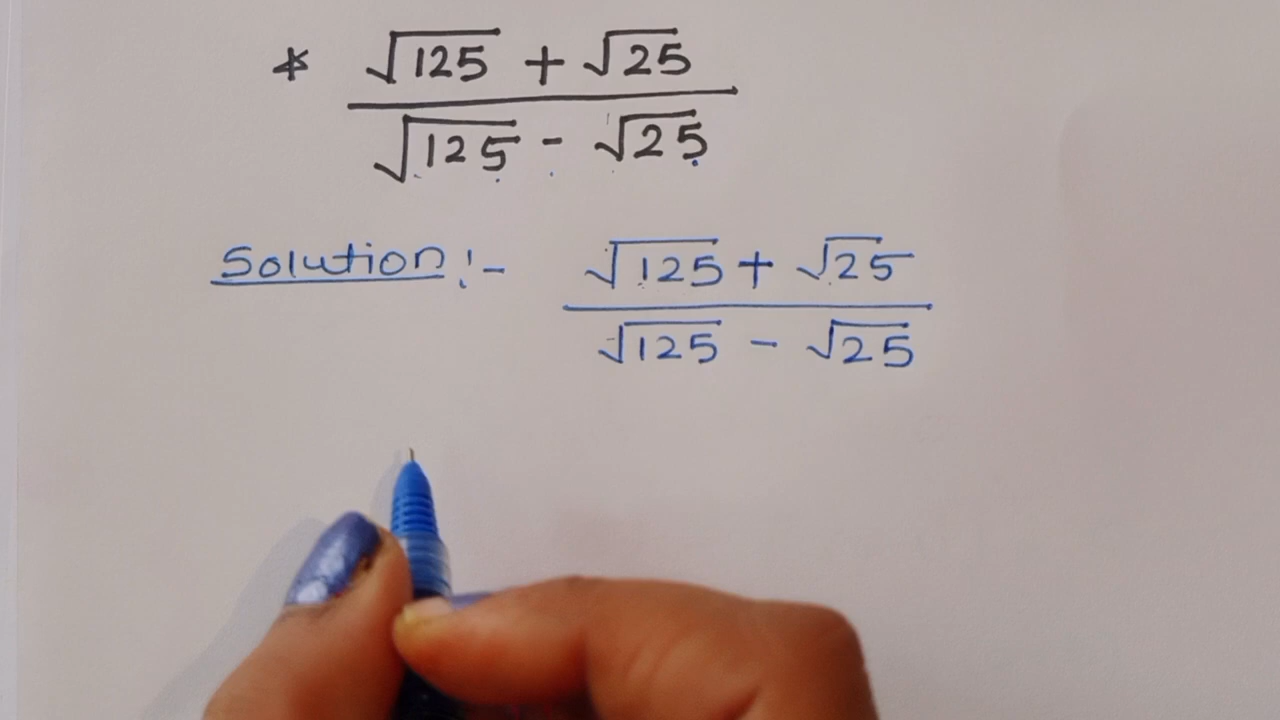 * √125 + √25
√125 - √25
Solution :- √125 + √25
√125 - √25